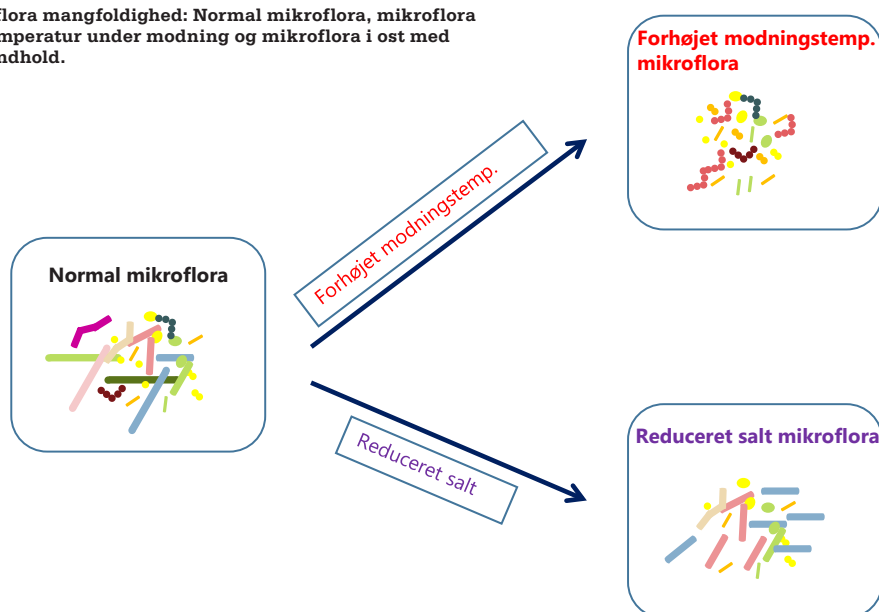 flora mangfoldighed: Normal mikroflora, mikroflora
mperatur under modning og mikroflora i ost med
ndhold.
Forhøjet modningstemp.
mikroflora
Forhøjet modningstemp.
Normal mikroflora
Reduceret salt
Reduceret salt mikroflora